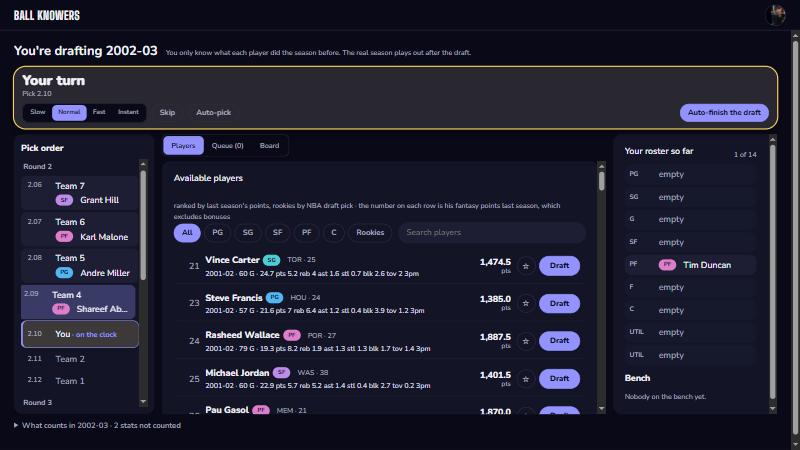 BALL KNOWERS
You're drafting 2002-03 You only know what each player did the season before. The real season plays out after the draft.
Your turn
Pick 2.10
Slow Normal Fast Instant Skip Auto-pick Auto-finish the draft
Pick order
Round 2
2.06 Team 7
SF Grant Hill
2.07 Team 6
PF Karl Malone
2.08 Team 5
PG Andre Miller
2.09 Team 4
PF Shareef Ab...
2.10 You · on the clock
2.11 Team 2
2.12 Team 1
Round 3
Players Queue (0) Board
Available players
ranked by last season's points, rookies by NBA draft pick · the number on each row is his fantasy points last season, which
excludes bonuses
All PG SG SF PF C Rookies Search players
21 Vince Carter SG TOR · 25
2001-02 · 60 G · 24.7 pts 5.2 reb 4 ast 1.6 stl 0.7 blk 2.6 tov 2 3pm
1,474.5
pts
☆ Draft
23 Steve Francis PG HOU · 24
2001-02 · 57 G · 21.6 pts 7 reb 6.4 ast 1.2 stl 0.4 blk 3.9 tov 1.2 3pm
1,385.0
pts
☆ Draft
24 Rasheed Wallace PF POR · 27
2001-02 · 79 G · 19.3 pts 8.2 reb 1.9 ast 1.3 stl 1.3 blk 1.7 tov 1.4 3pm
1,887.5
pts
☆ Draft
25 Michael Jordan SF WAS · 38
2001-02 · 60 G · 22.9 pts 5.7 reb 5.2 ast 1.4 stl 0.4 blk 2.7 tov 0.2 3pm
1,401.5
pts
☆ Draft
Pau Gasol PF MEM · 21
1,870.0
Draft
Your roster so far 1 of 14
PG empty
SG empty
G empty
SF empty
PF PF Tim Duncan
F empty
C empty
UTIL empty
UTIL empty
Bench
Nobody on the bench yet.
▶ What counts in 2002-03 · 2 stats not counted